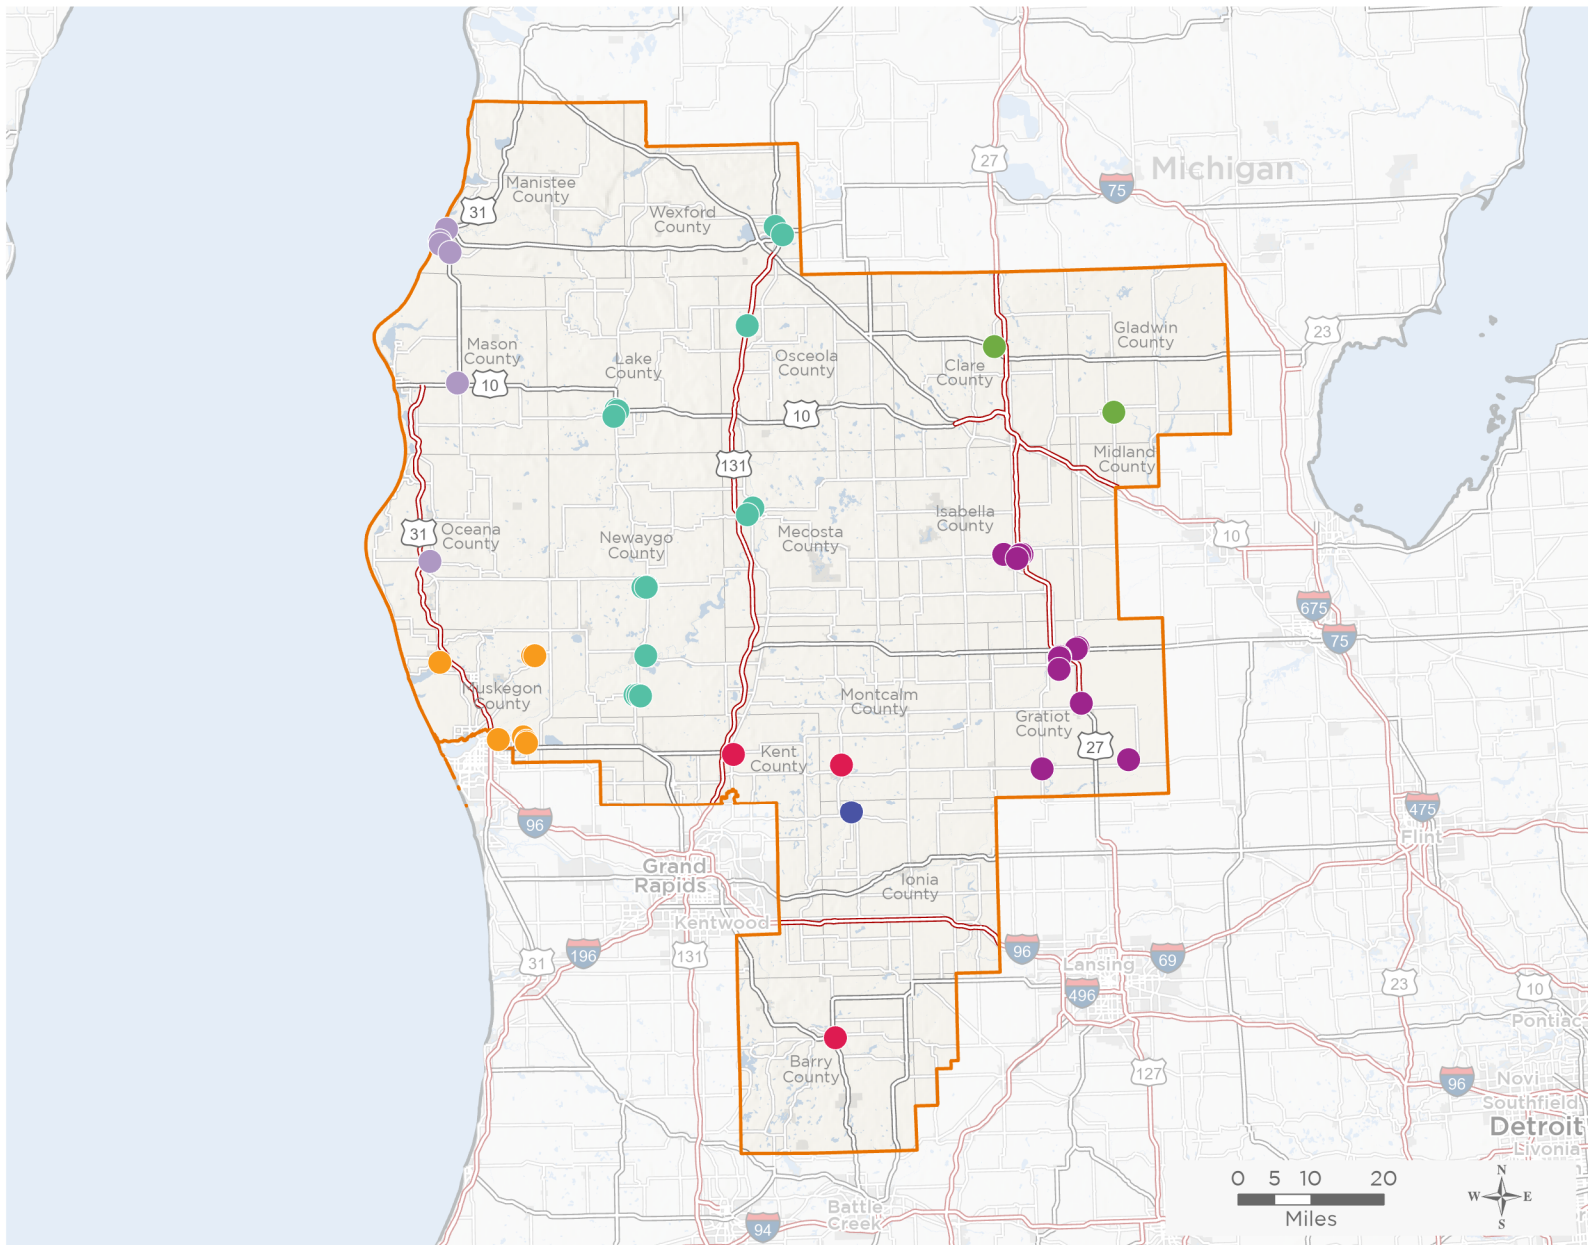 27
Michigan
75
Manistee
County
31
Wexford
County
Mason
County
10
Lake
County
Osceola
County
Gladwin
County
23
Clare
County
10
131
Midland
County
31
Oceana
County
Newaygo
County
Mecosta
County
Isabella
County
10
675
75
Muskegon
County
Montcalm
County
Gratiot
County
27
Kent
County
96
475
Flint
Grand
Rapids
Ionia
County
Kentwood
31
196
131
96
Lansing
69
496
23
10
Pontiac
Barry
County
127
96
Novi
Southfield
Detroit
Livonia
Battle
Creek
94
0 5 10 20
Miles
N
W E
S